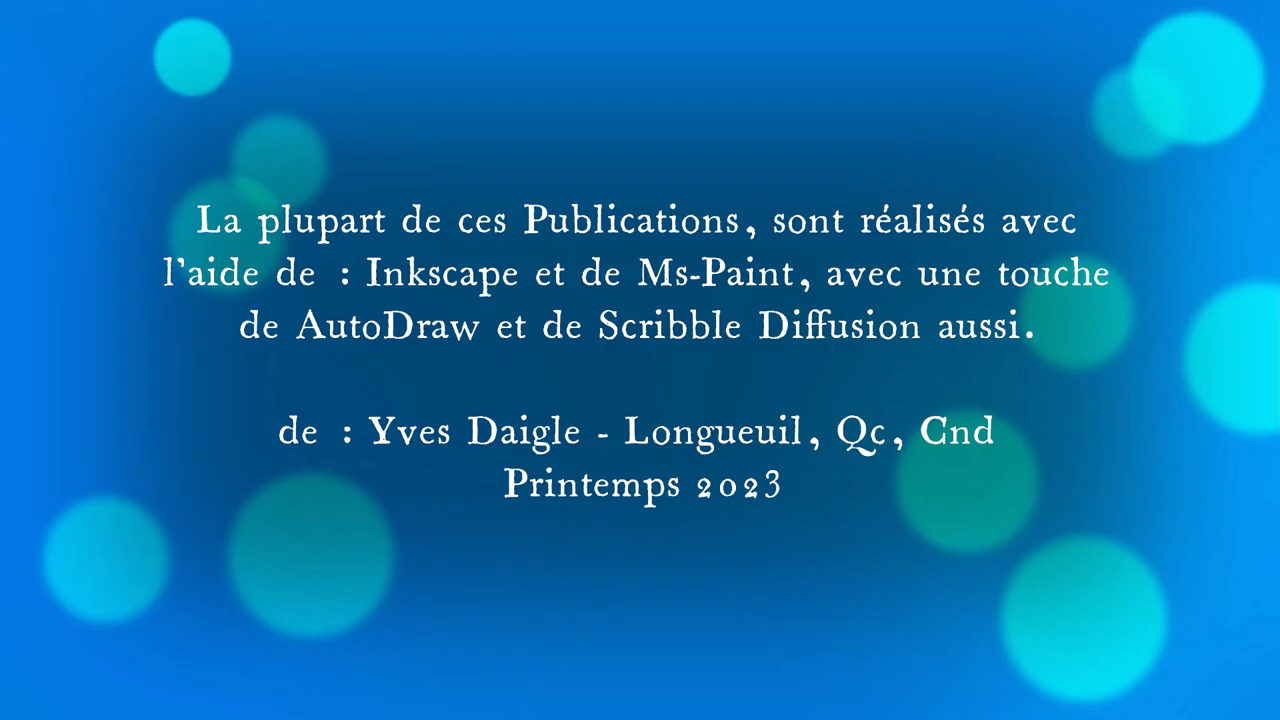 La plupart de ces Publications, sont réalisés avec
l'aide de : Inkscape et de Ms-Paint, avec une touche
de AutoDraw et de Scribble Diffusion aussi.
de : Yves Daigle - Longueuil, Qc, Cnd
Printemps 2023